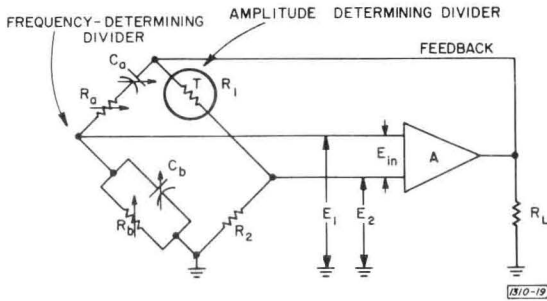 FREQUENCY-DETERMINING
DIVIDER
AMPLITUDE DETERMINING DIVIDER
FEEDBACK
Ca
Ra
T
R1
Ein
A
Cb
Rb
R2
E1
E2
RL
1310-19